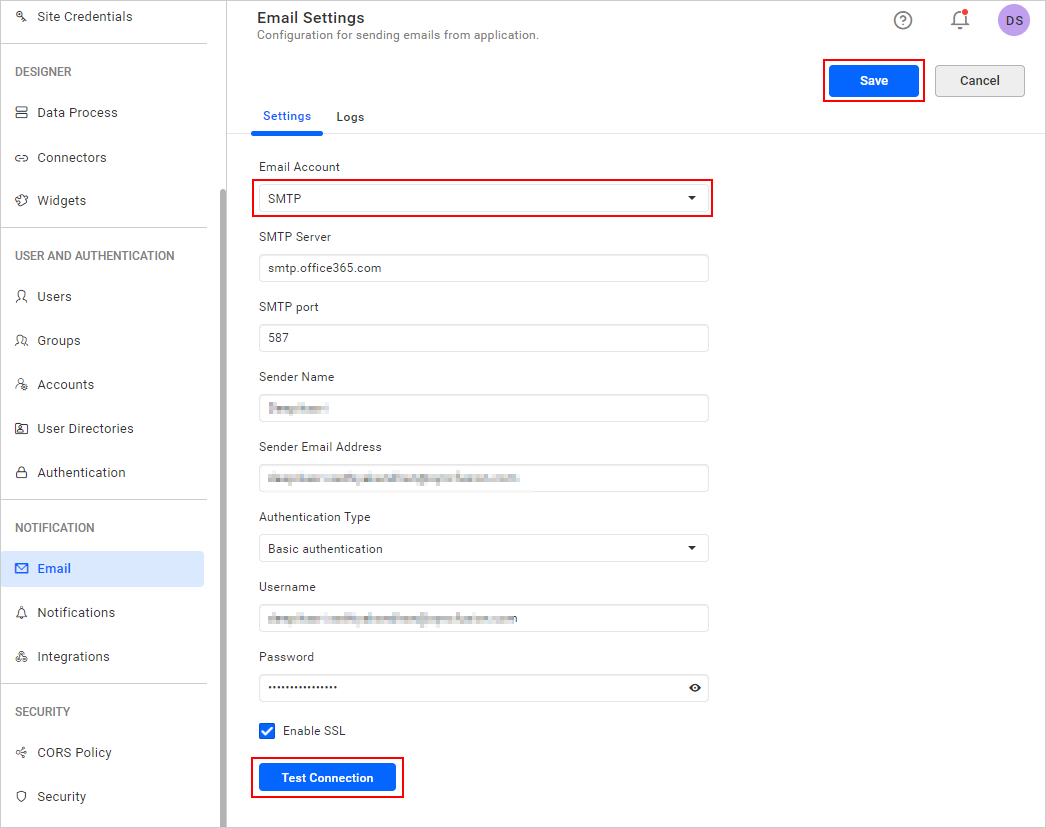 Site Credentials
DESIGNER
Data Process
Connectors
Widgets
USER AND AUTHENTICATION
Users
Groups
Accounts
User Directories
Authentication
NOTIFICATION
Email
Notifications
Integrations
SECURITY
CORS Policy
Security
Email Settings
Configuration for sending emails from application.
DS
Save
Cancel
Settings
Logs
Email Account
SMTP
SMTP Server
smtp.office365.com
SMTP port
587
Sender Name
Sender Email Address
Authentication Type
Basic authentication
Username
Password
Enable SSL
Test Connection